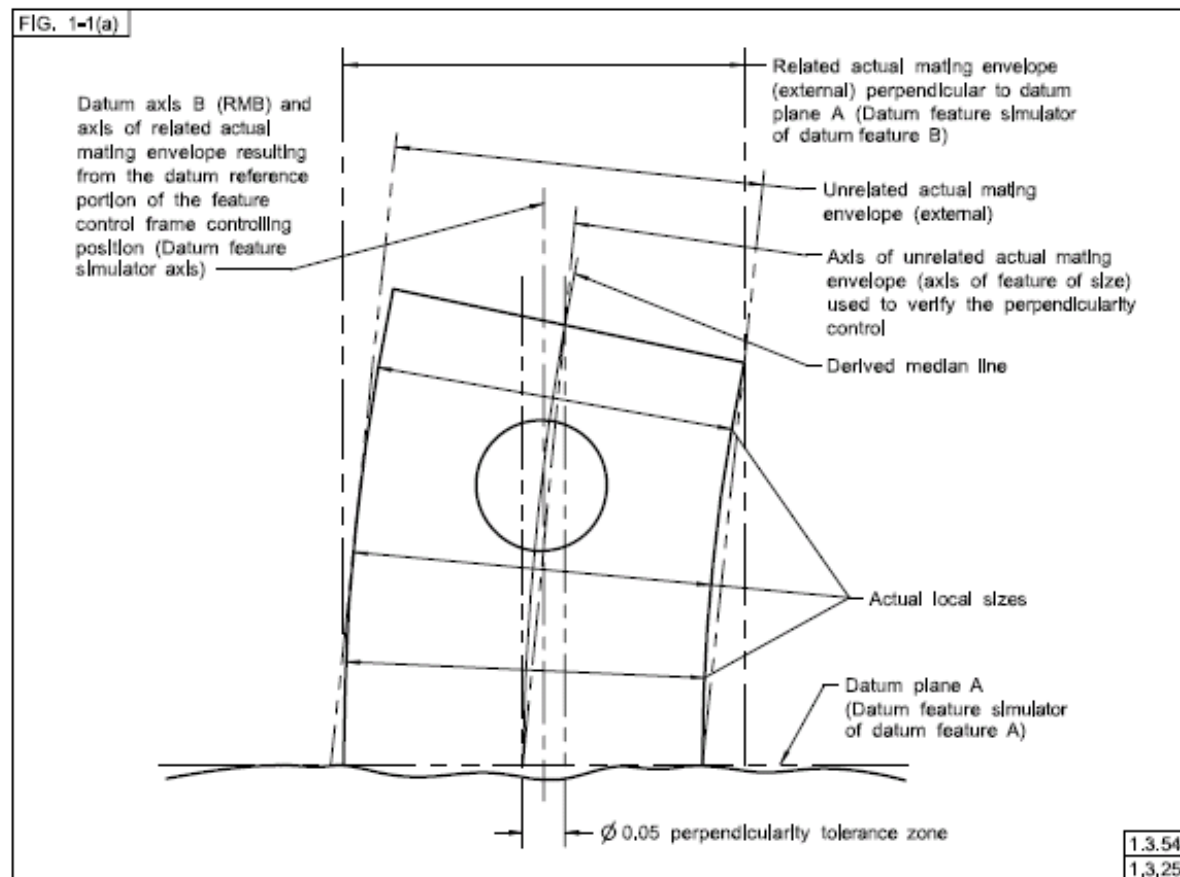 FIG. 1-1(a)
Datum axis B (RMB) and
axis of related actual
mating envelope resulting
from the datum reference
portion of the feature
control frame controlling
position (Datum feature
simulator axis)
Related actual mating envelope
(external) perpendicular to datum
plane A (Datum feature simulator
of datum feature B)
Unrelated actual mating
envelope (external)
Axis of unrelated actual mating
envelope (axis of feature of size)
used to verify the perpendicularity
control
Derived median line
Actual local sizes
Datum plane A
(Datum feature simulator
of datum feature A)
Ø 0.05 perpendicularity tolerance zone
1.3.54
1.3.25